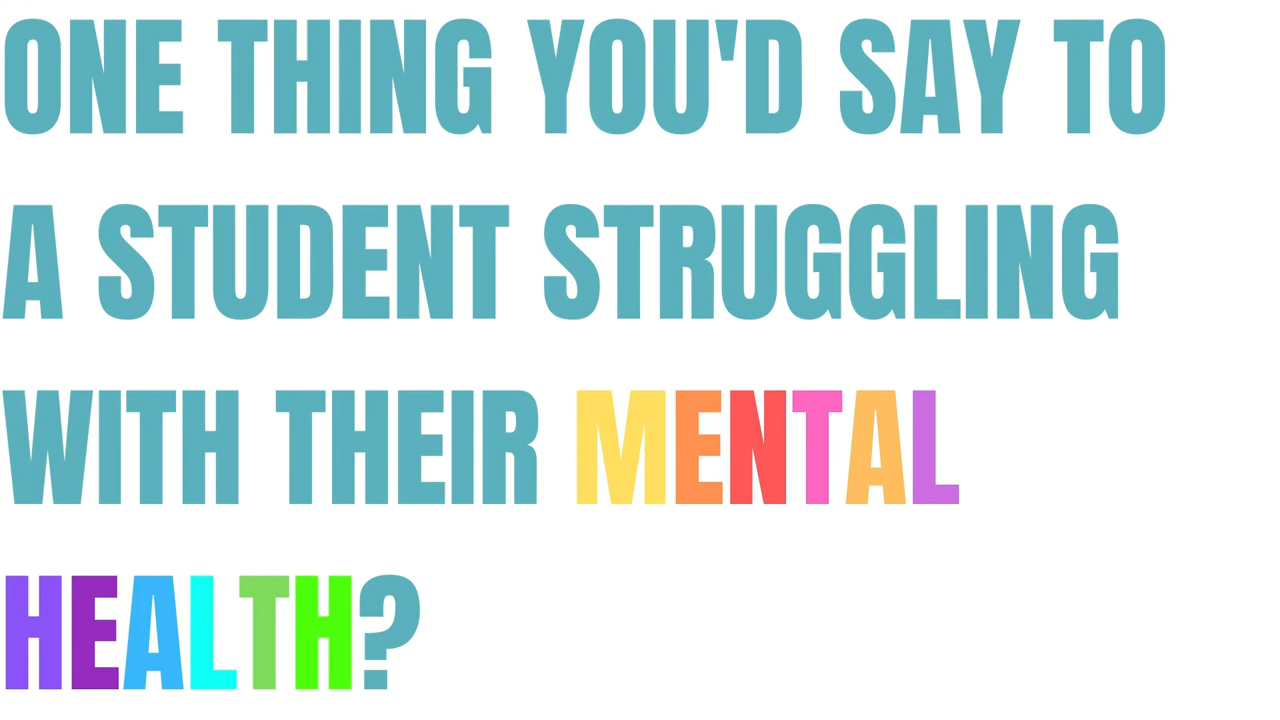 ONE THING YOU'D SAY TO
A STUDENT STRUGGLING
WITH THEIR MENTAL
HEALTH?